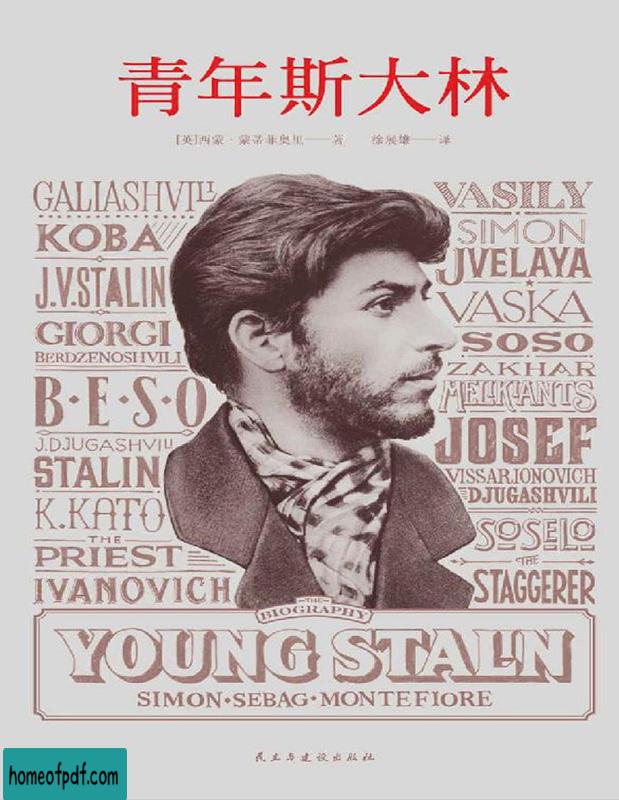 青年斯大林
[英]西蒙·蒙蒂菲奥里——著 徐展雄——译
GALIASHVILI
KOBA
J.V.STALIN
GIORGI
BERDZENOSHVILI
B·E·S·O
J.DJUGASHVILI
STALIN
K.KATO
THE
PRIEST
IVANOVICH
VASILY
SIMON
JVELAYA
VASKA
SOSO
ZAKHAR
MELIKIANTS
JOSEF
VISSARIONOVICH
DJUGASHVILI
SOSELO
THE
STAGGERER
THE
BIOGRAPHY
YOUNG STALIN
SIMON·SEBAG·MONTEFIORE
民主与建设出版社
homeofpdf.com